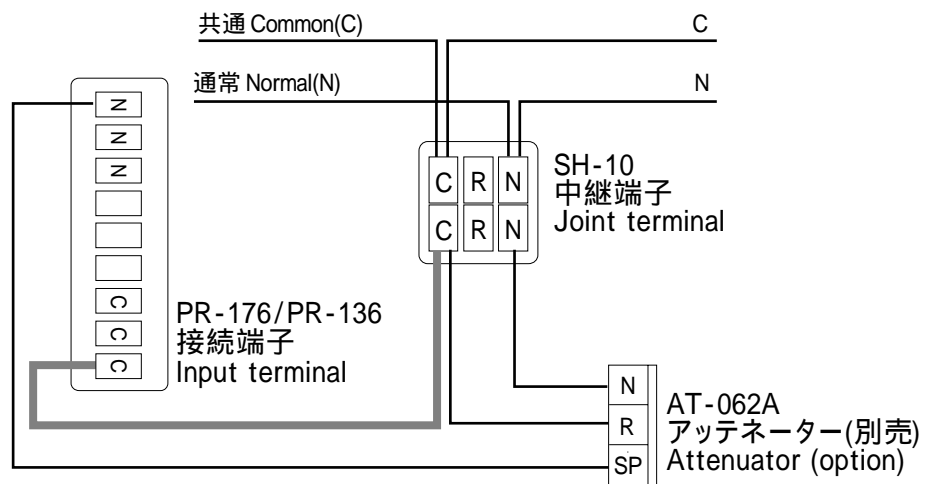 共通 Common(C)
C
通常 Normal(N)
N
N
N
N
C
C
C
PR-176/PR-136
接続端子
Input terminal
C R N
C R N
SH-10
中継端子
Joint terminal
N
R
SP
AT-062A
アッテネーター(別売)
Attenuator (option)